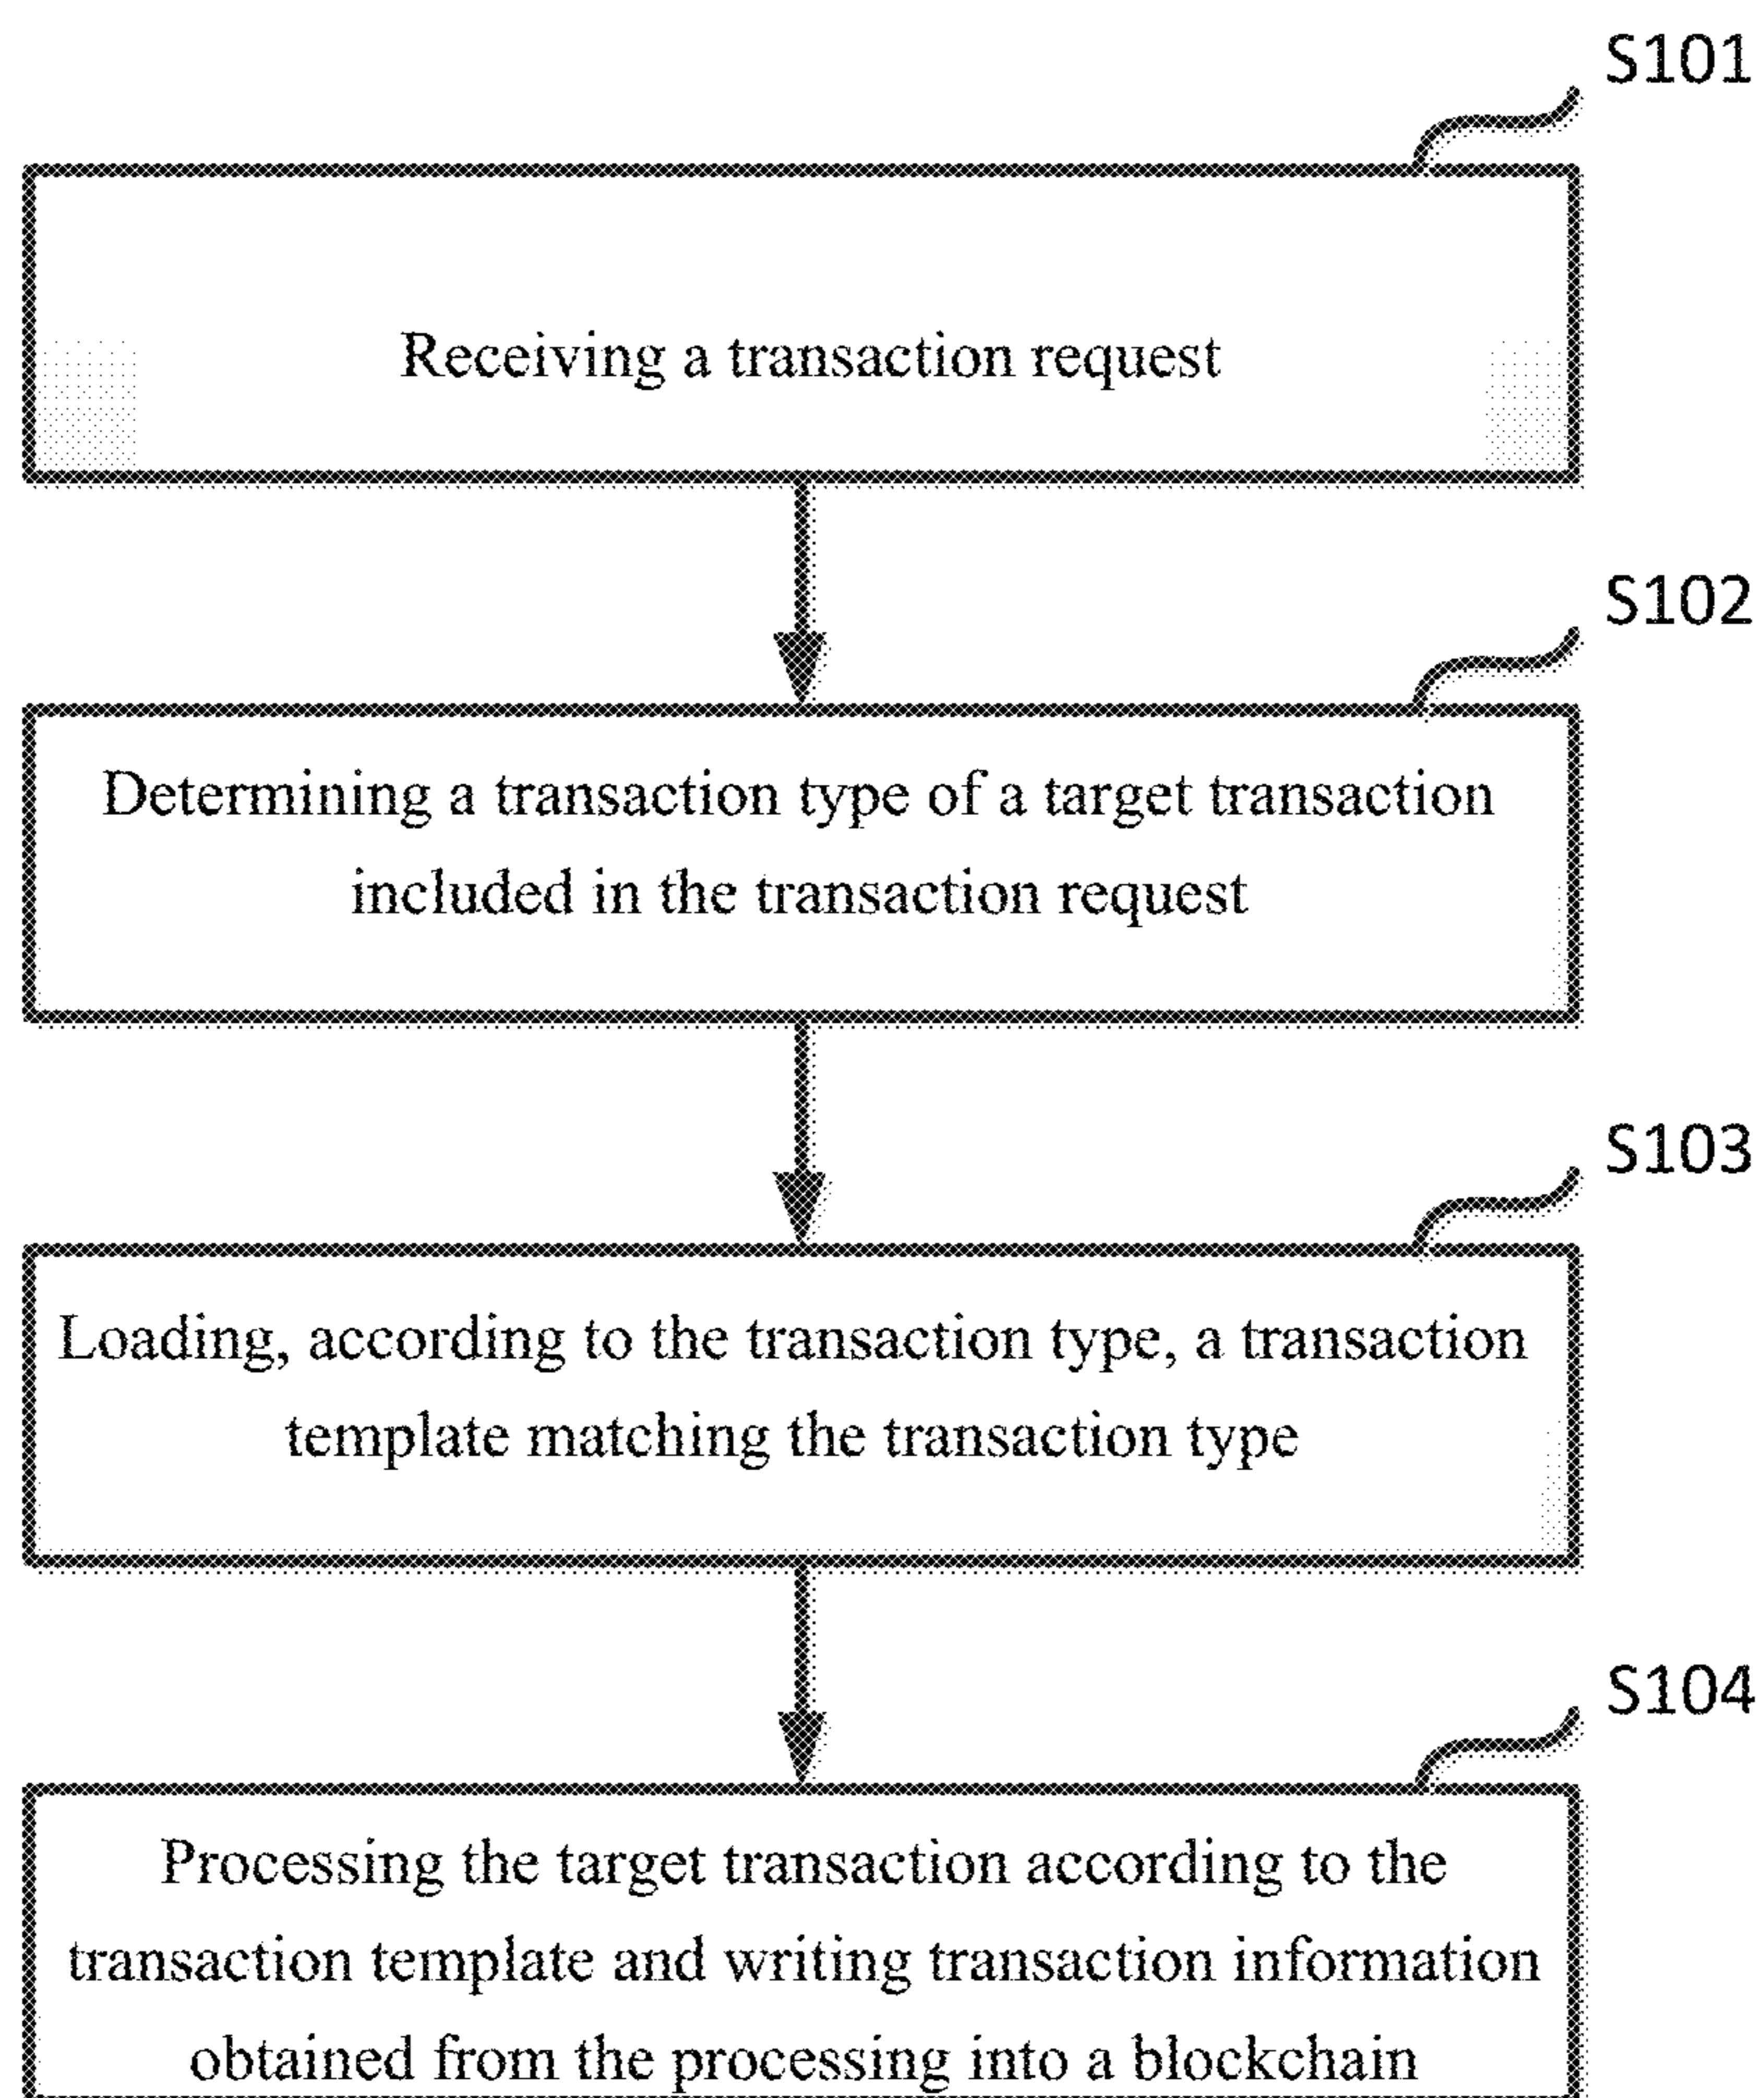 S101
Receiving a transaction request
S102
Determining a transaction type of a target transaction
included in the transaction request
S103
Loading, according to the transaction type, a transaction
template matching the transaction type
S104
Processing the target transaction according to the
transaction template and writing transaction information
obtained from the processing into a blockchain